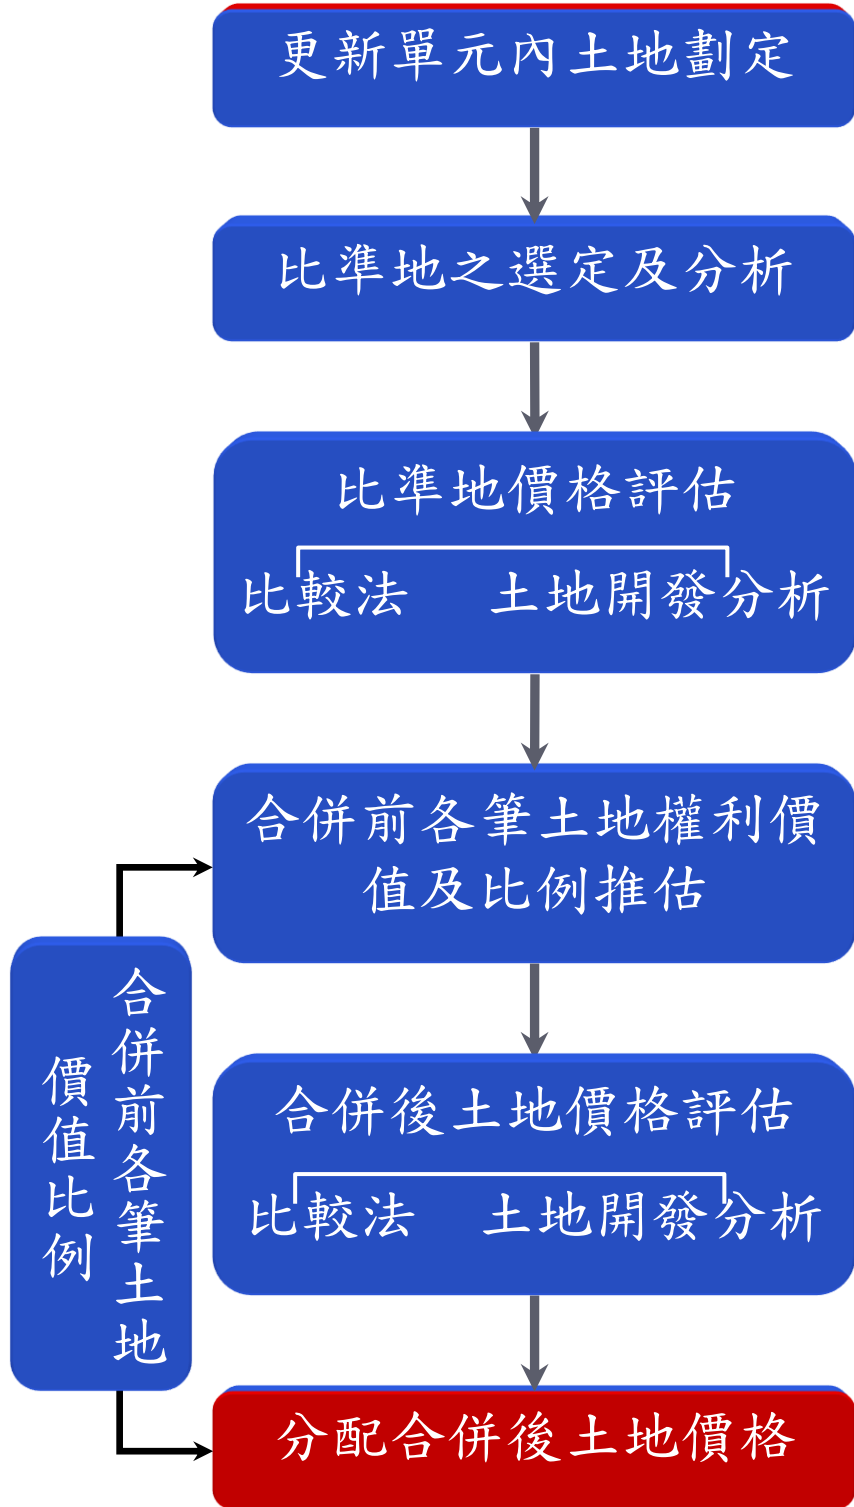 更新單元內土地劃定
比準地之選定及分析
比準地價格評估
比較法 土地開發分析
合併前各筆土地權利價
值及比例推估
合併前各筆土地
價值比例
合併後土地價格評估
比較法 土地開發分析
分配合併後土地價格